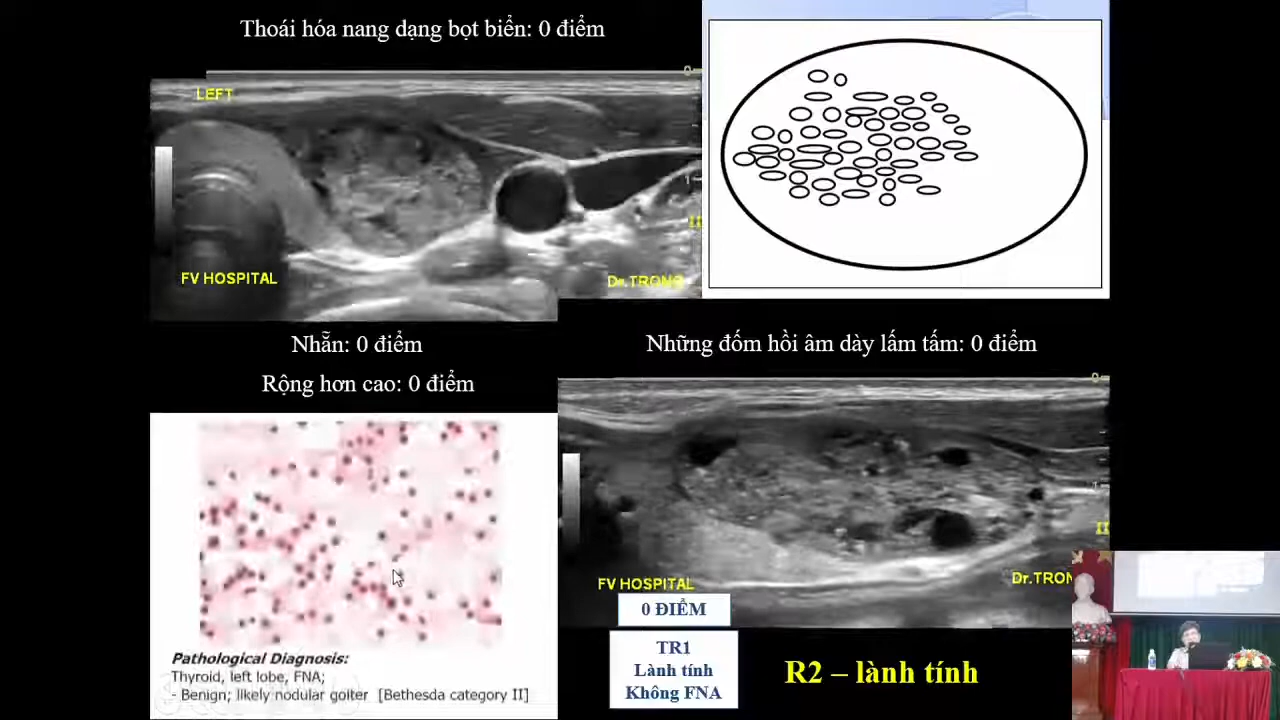 Thoái hóa nang dạng bọt biển: 0 điểm
LEFT
FV HOSPITAL
Dr.TRONG
Nhẵn: 0 điểm
Rộng hơn cao: 0 điểm
Những đốm hồi âm dày lấm tấm: 0 điểm
FV HOSPITAL
Dr.TRON
0 ĐIỂM
TR1
Lành tính
Không FNA
R2 – lành tính
Pathological Diagnosis:
Thyroid, left lobe, FNA;
- Benign; likely nodular goiter [Bethesda category II]